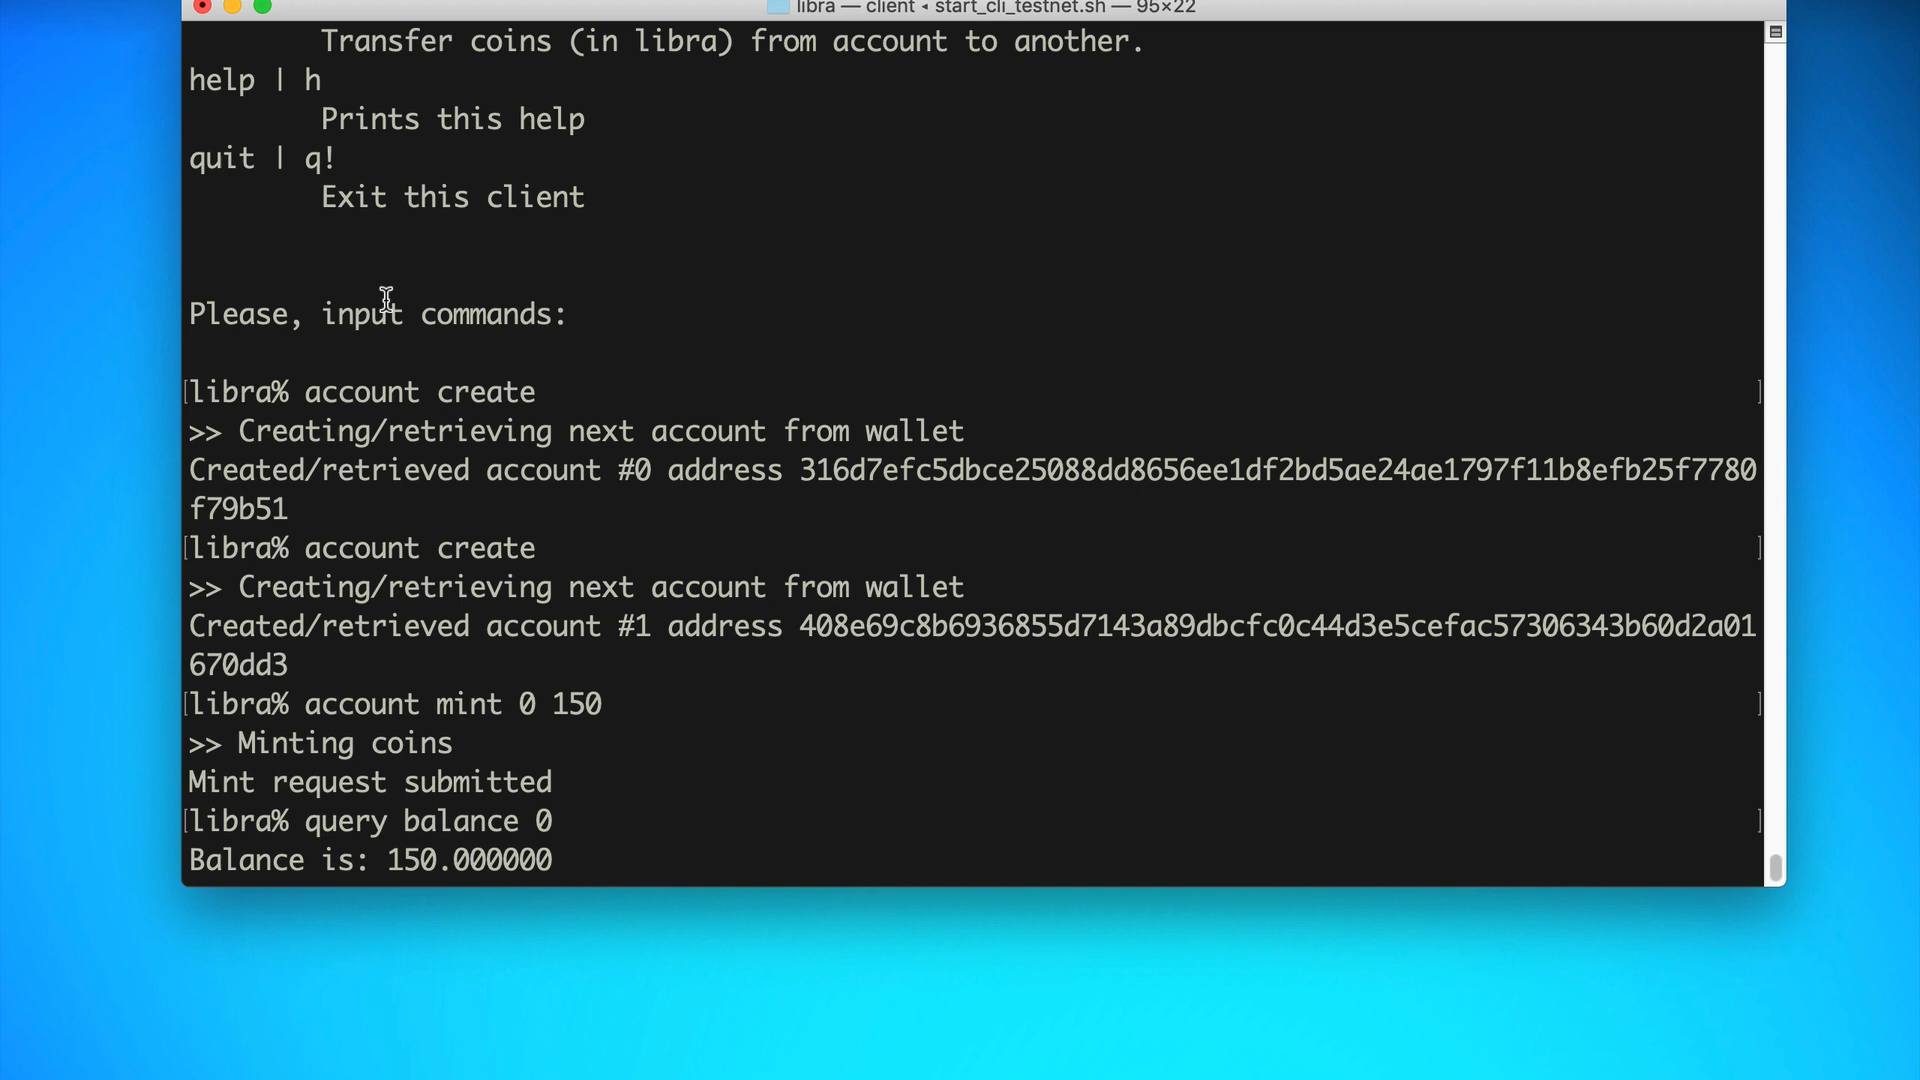 libra — client ◂ start_cli_testnet.sh — 95×22
Transfer coins (in libra) from account to another.
help | h
Prints this help
quit | q!
Exit this client
Please, input commands:
[libra% account create ]
>> Creating/retrieving next account from wallet
Created/retrieved account #0 address 316d7efc5dbce25088dd8656ee1df2bd5ae24ae1797f11b8efb25f7780
f79b51
[libra% account create ]
>> Creating/retrieving next account from wallet
Created/retrieved account #1 address 408e69c8b6936855d7143a89dbcfc0c44d3e5cefac57306343b60d2a01
670dd3
[libra% account mint 0 150 ]
>> Minting coins
Mint request submitted
[libra% query balance 0 ]
Balance is: 150.000000